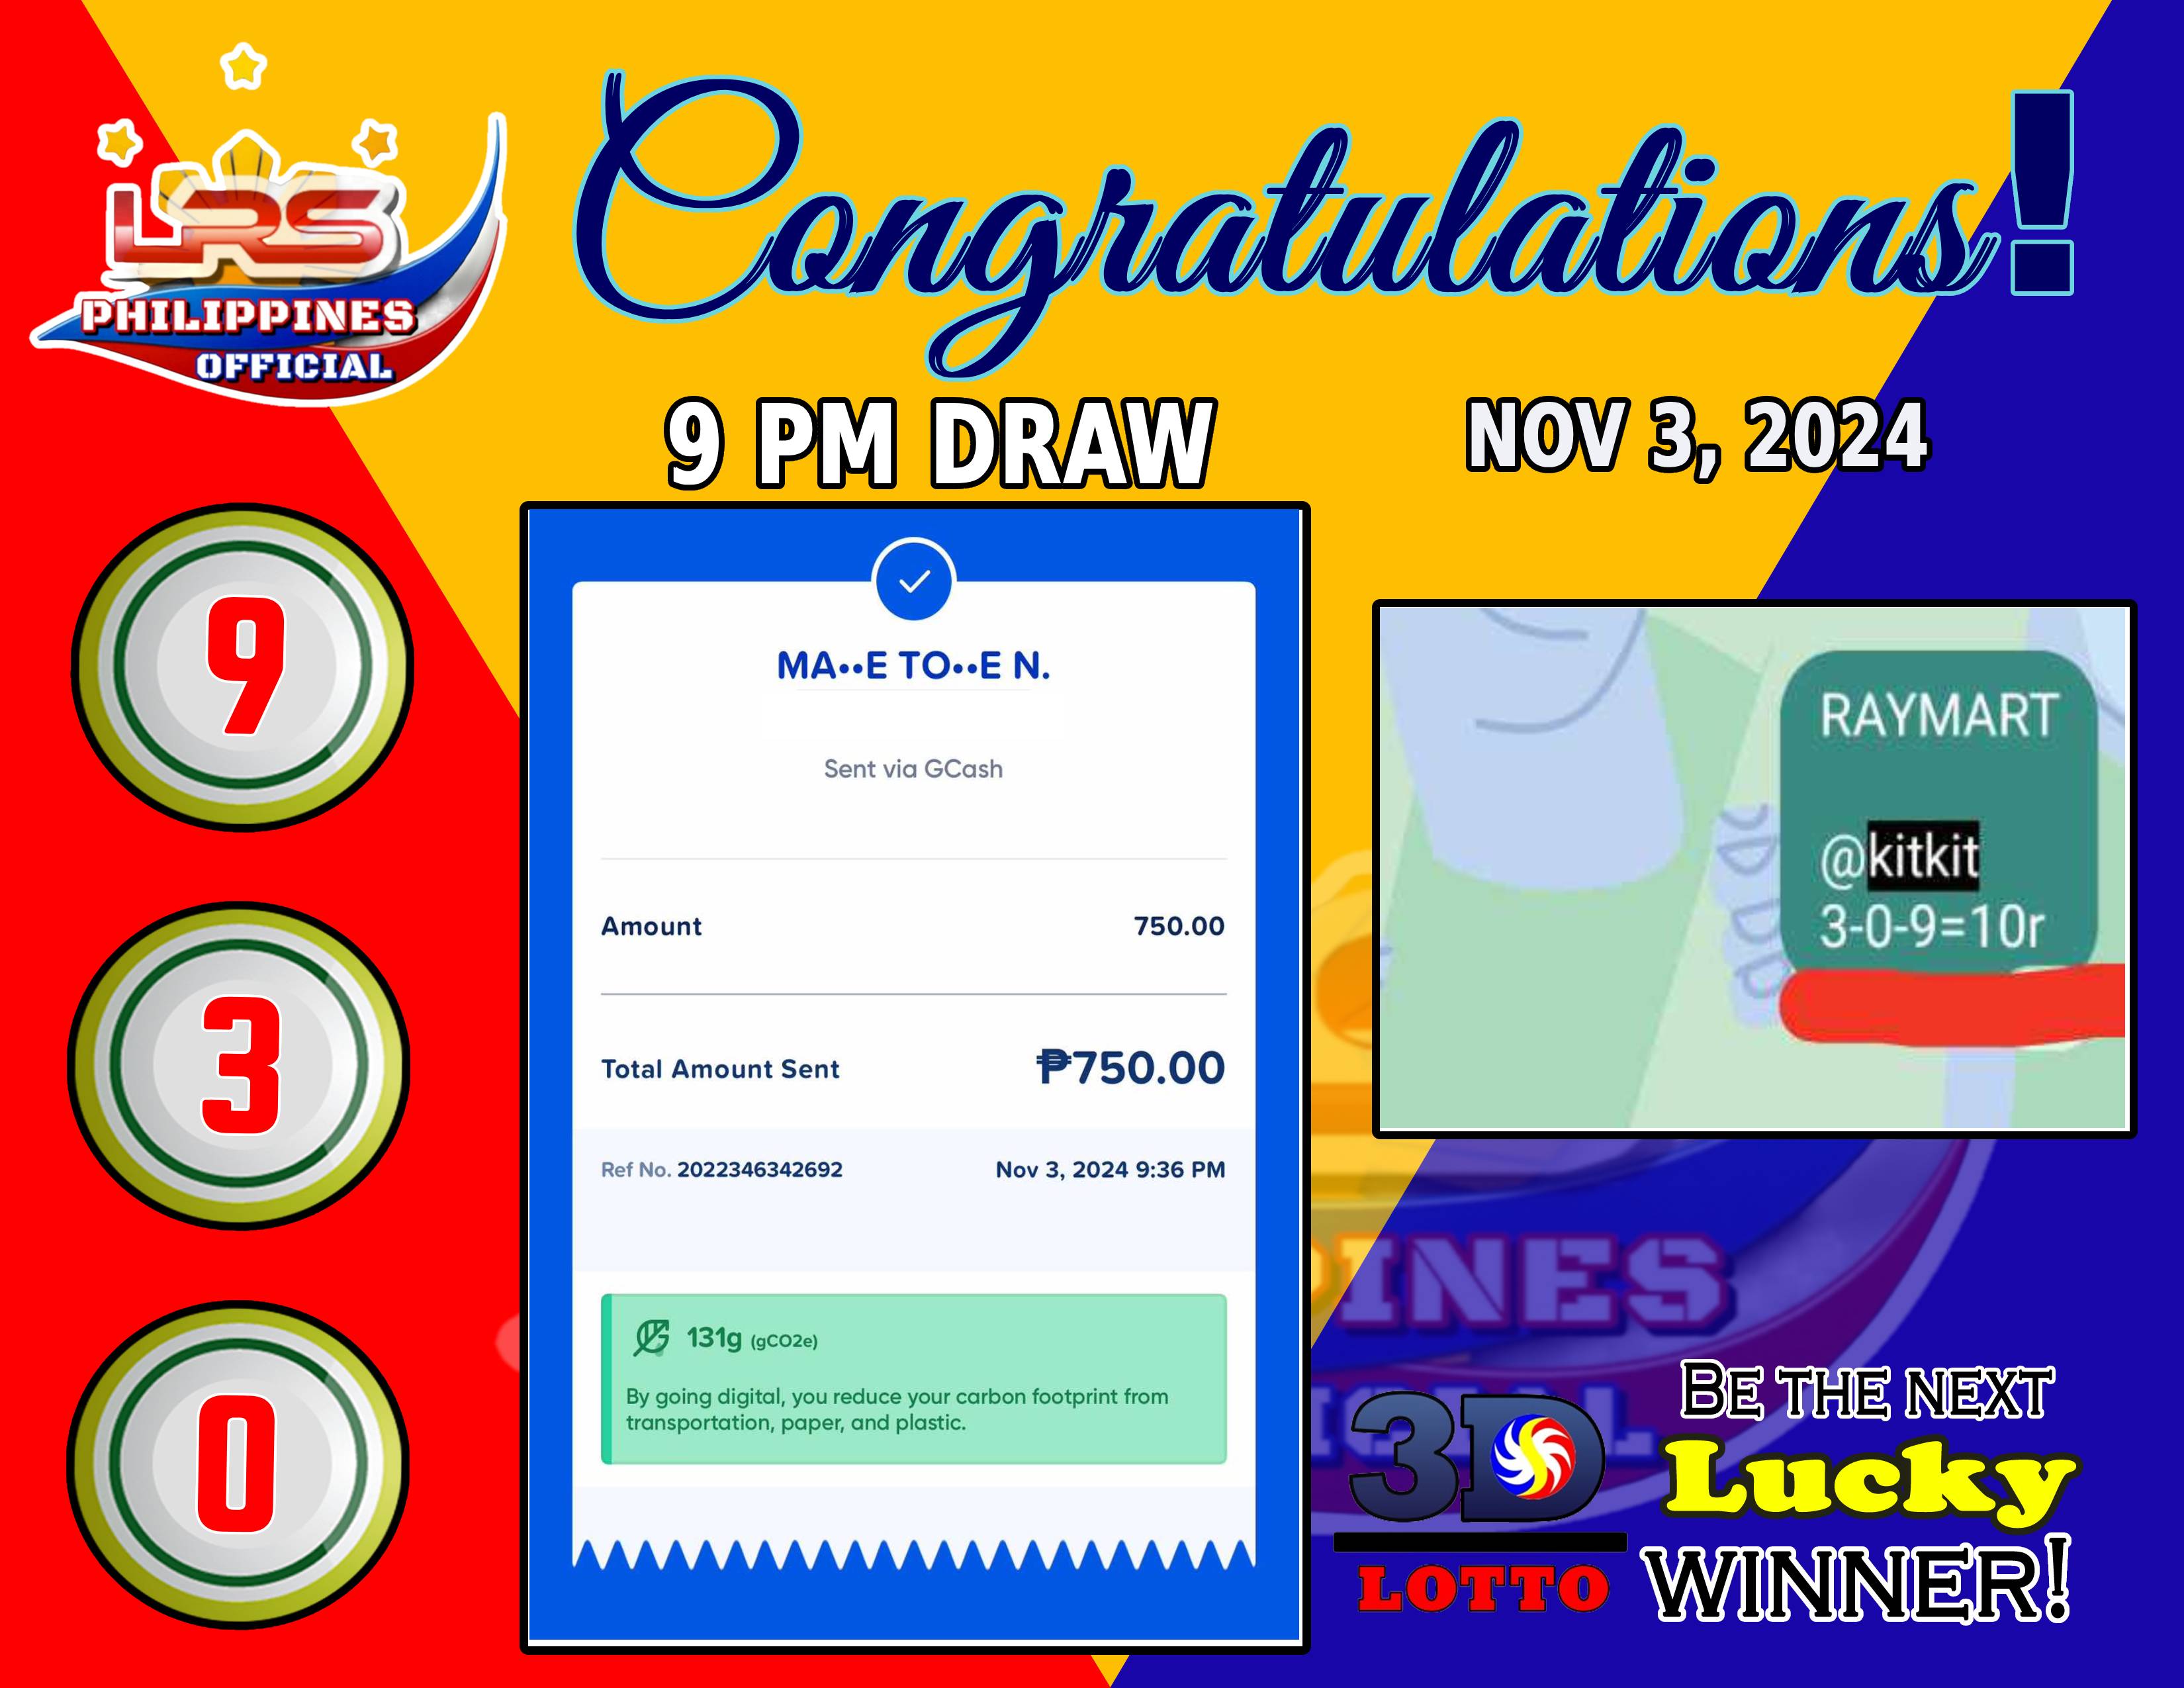 LRS
PHILIPPINES
OFFICIAL
Congratulations!
9 PM DRAW
NOV 3, 2024
9
3
0
MA••E TO••E N.
Sent via GCash
Amount 750.00
Total Amount Sent ₱750.00
Ref No. 2022346342692 Nov 3, 2024 9:36 PM
131g (gCO2e)
By going digital, you reduce your carbon footprint from
transportation, paper, and plastic.
RAYMART
@kitkit
3-0-9=10r
PINES
3D
LOTTO
BE THE NEXT
Lucky
WINNER!